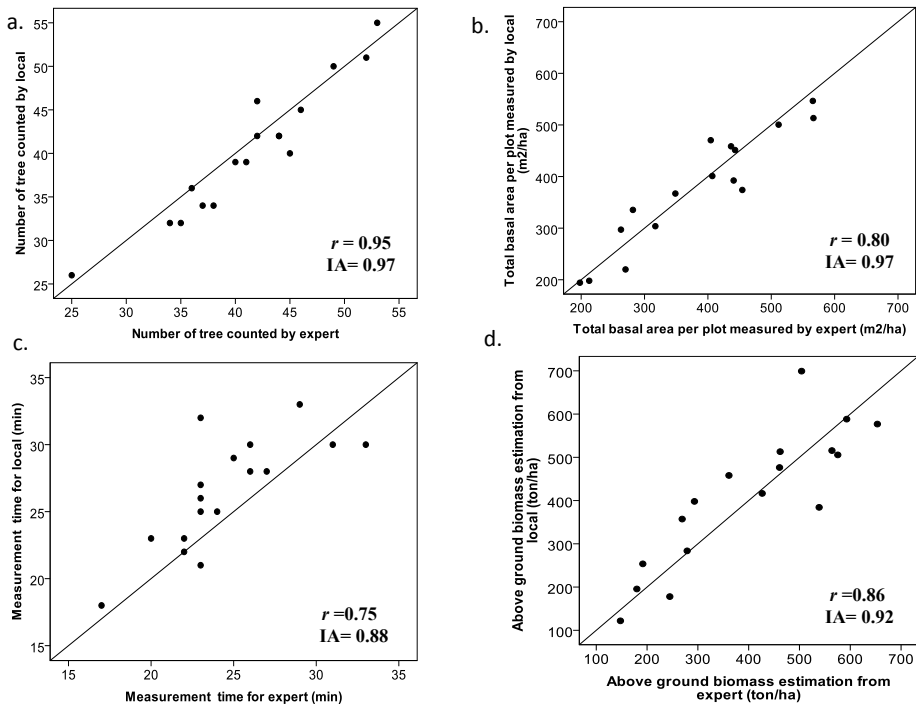 a.
55
50
45
40
35
30
25
Number of tree counted by local
r = 0.95
IA= 0.97
25 30 35 40 45 50 55
Number of tree counted by expert
b.
700
600
500
400
300
200
Total basal area per plot measured by local
(m2/ha)
r = 0.80
IA= 0.97
200 300 400 500 600 700
Total basal area per plot measured by expert (m2/ha)
c.
35
30
25
20
15
Measurement time for local (min)
r =0.75
IA= 0.88
15 20 25 30 35
Measurement time for expert (min)
d.
700
600
500
400
300
200
100
Above ground biomass estimation from
local (ton/ha)
r =0.86
IA= 0.92
100 200 300 400 500 600 700
Above ground biomass estimation from
expert (ton/ha)